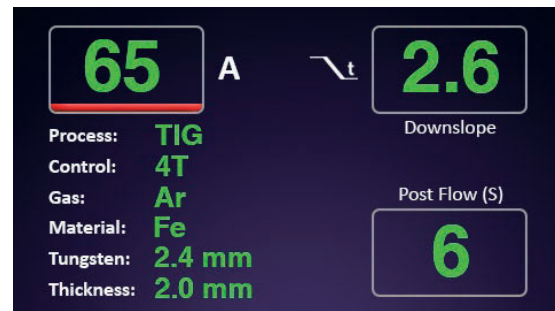 65 A
t 2.6
Downslope
Process: TIG
Control: 4T
Gas: Ar
Material: Fe
Tungsten: 2.4 mm
Thickness: 2.0 mm
Post Flow (S)
6